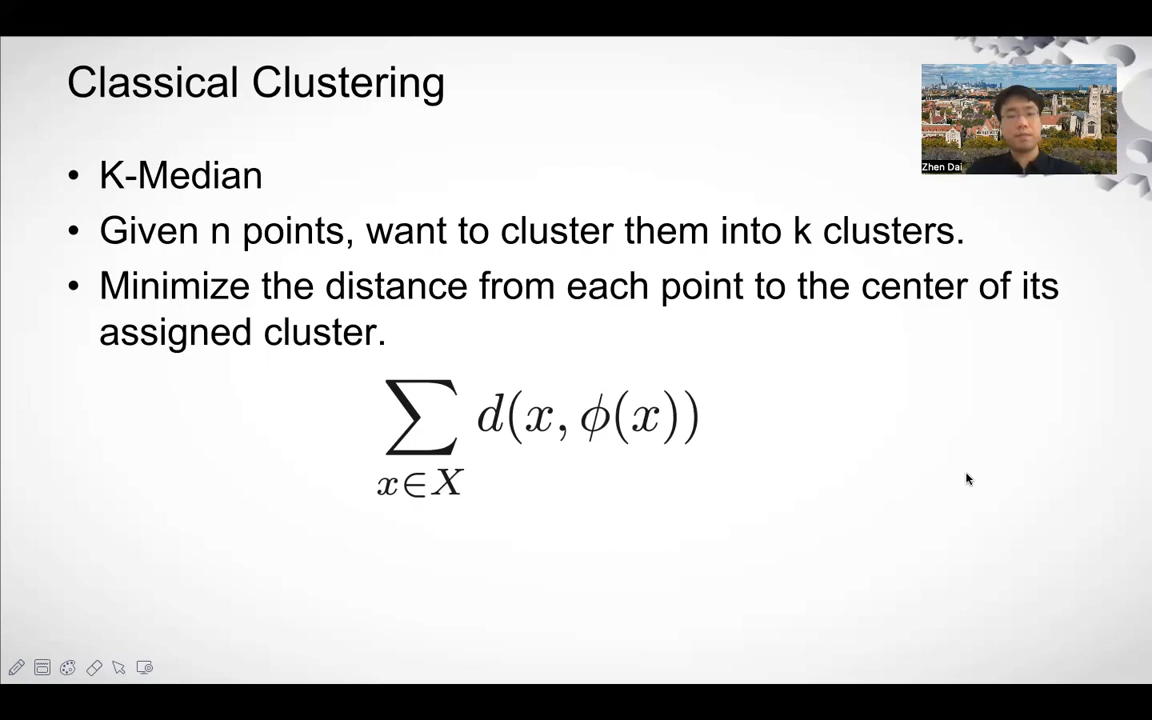 Classical Clustering
Zhen Dai
• K-Median
• Given n points, want to cluster them into k clusters.
• Minimize the distance from each point to the center of its
assigned cluster.
∑ d(x, ϕ(x))
x∈X